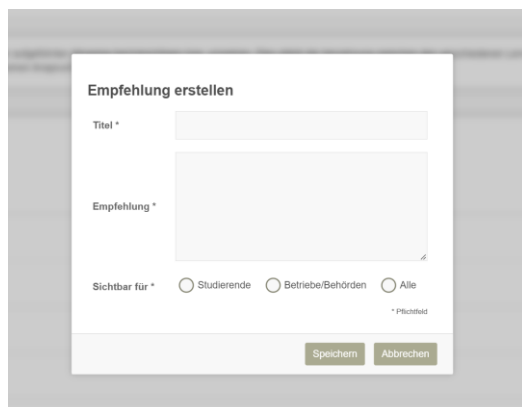 Empfehlung erstellen
Titel *
Empfehlung *
Sichtbar für * Studierende Betriebe/Behörden Alle
* Pflichtfeld
Speichern Abbrechen